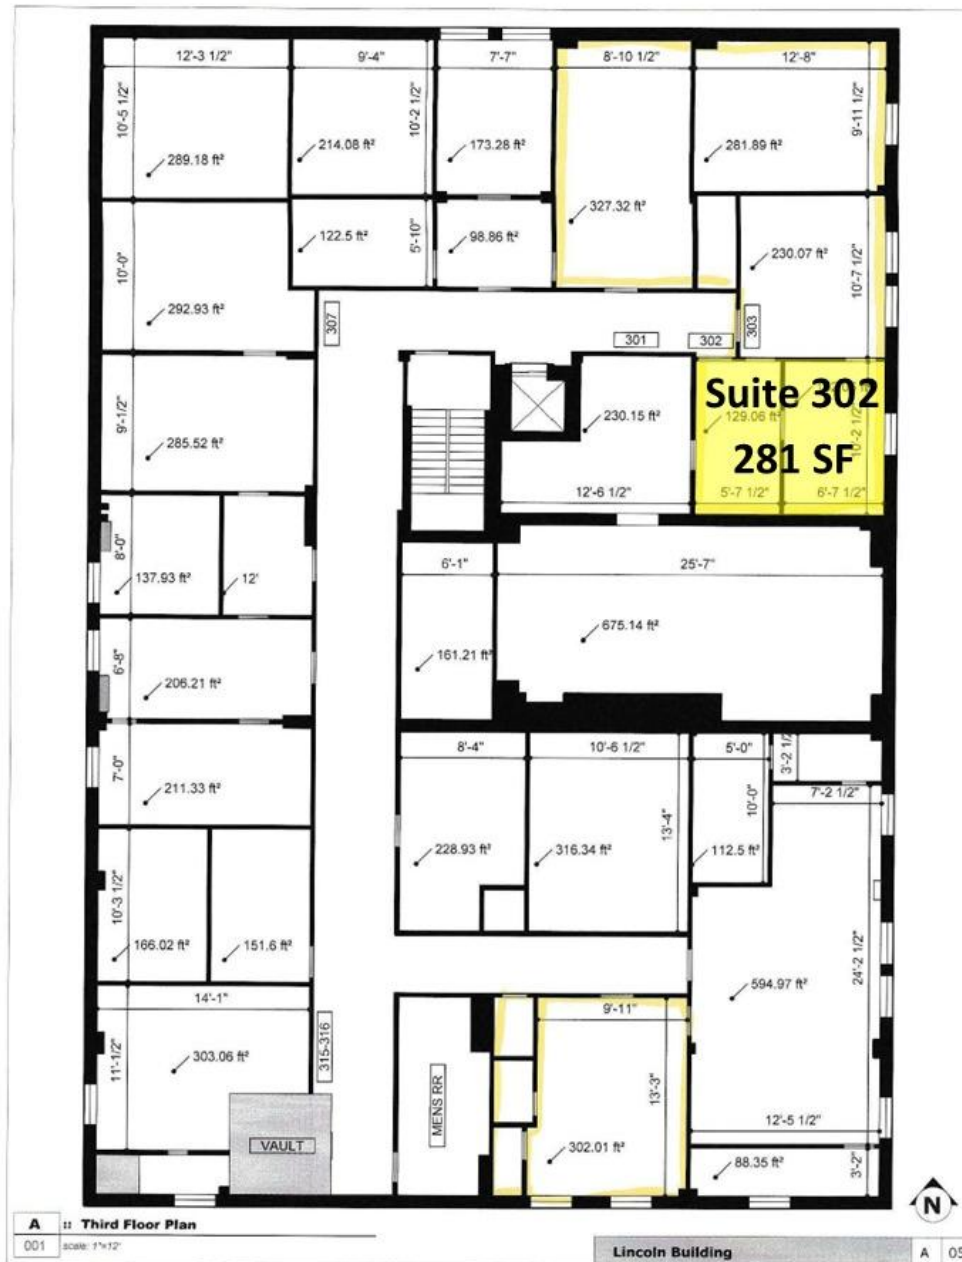 12'-3 1/2"
9'-4"
7'-7"
8'-10 1/2"
12'-8"
10'-5 1/2"
10'-2 1/2"
9'-11 1/2"
289.18 ft²
214.08 ft²
173.28 ft²
281.89 ft²
327.32 ft²
10'-0"
122.5 ft²
5'-10"
98.86 ft²
230.07 ft²
10'-7 1/2"
292.93 ft²
307
301
302
303
9'-1/2"
285.52 ft²
230.15 ft²
Suite 302
129.06 ft²
281 SF
10'-2 1/2"
12'-6 1/2"
5'-7 1/2"
6'-7 1/2"
8'-0"
137.93 ft²
12'
6'-1"
25'-7"
675.14 ft²
161.21 ft²
6'-8"
206.21 ft²
7'-0"
211.33 ft²
8'-4"
10'-6 1/2"
5'-0"
3'-2 1/2"
7'-2 1/2"
13'-4"
10'-0"
228.93 ft²
316.34 ft²
112.5 ft²
10'-3 1/2"
166.02 ft²
151.6 ft²
24'-2 1/2"
594.97 ft²
14'-1"
9'-11"
11'-1/2"
303.06 ft²
315-316
MENS RR
13'-3"
12'-5 1/2"
VAULT
302.01 ft²
88.35 ft²
3'-2"
N
A :: Third Floor Plan
001 scale: 1"=12'
Lincoln Building A 05